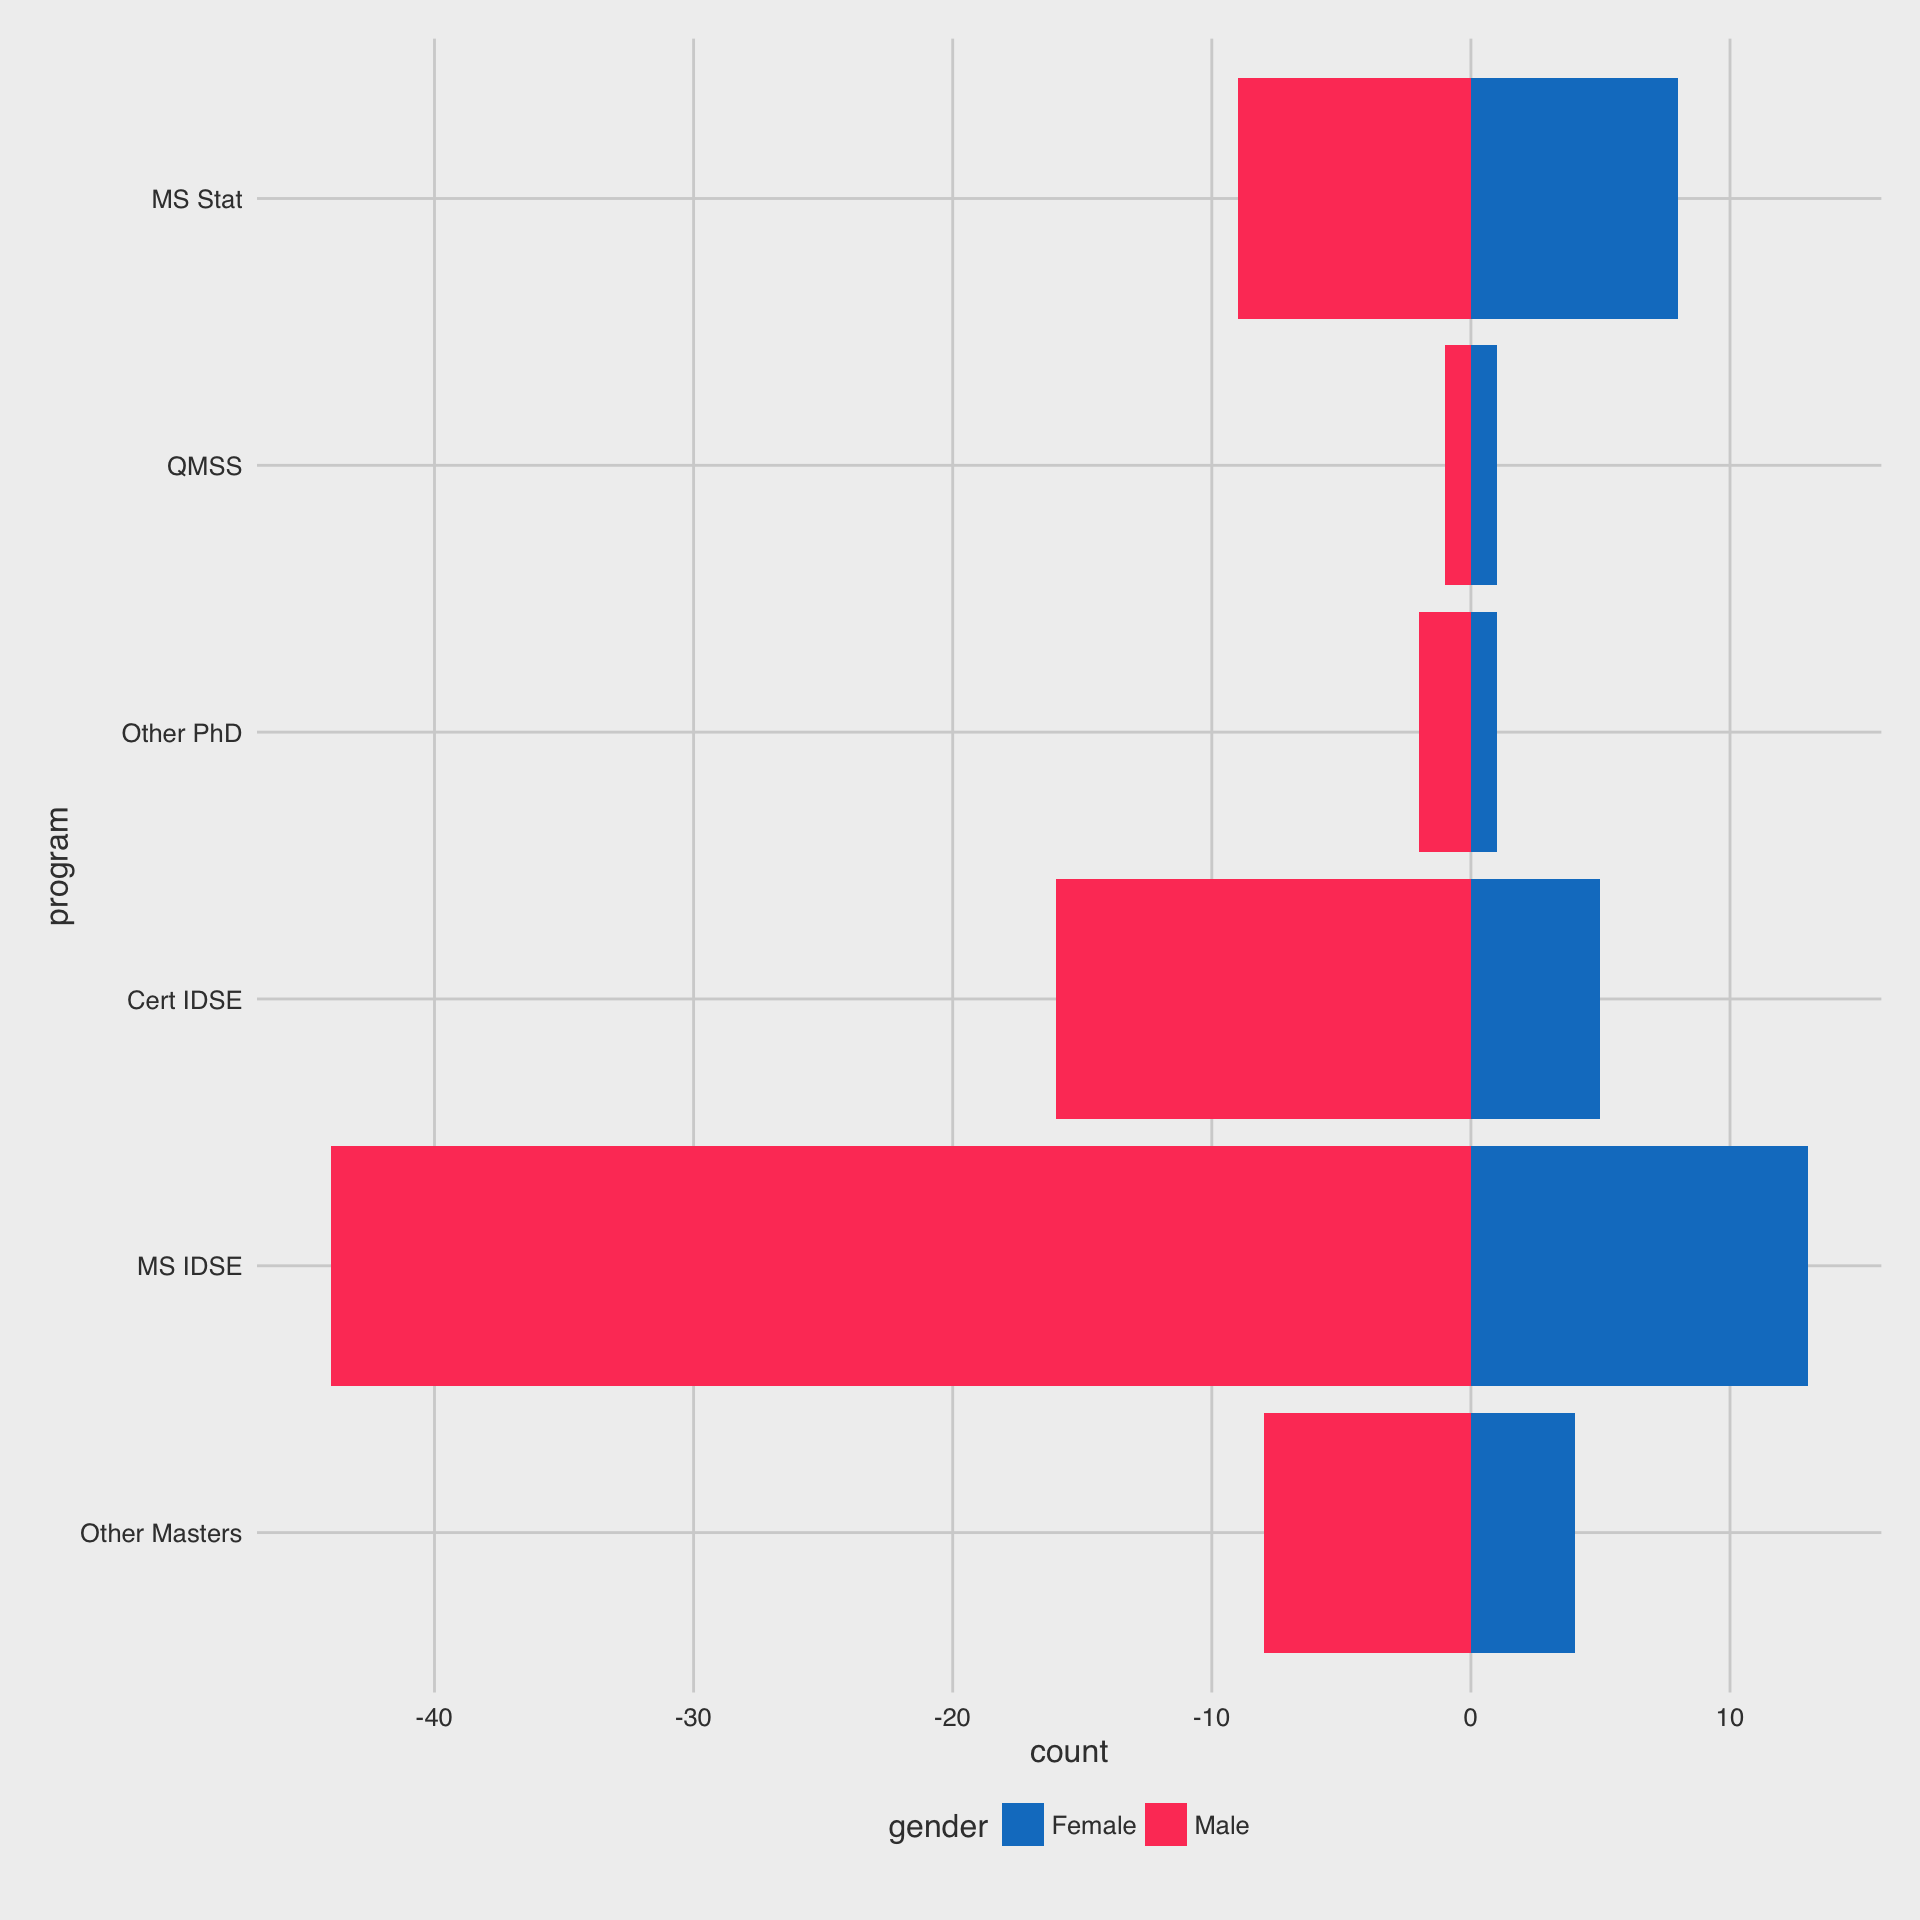 MS Stat
QMSS
Other PhD
Cert IDSE
MS IDSE
Other Masters
program
-40 -30 -20 -10 0 10
count
gender Female Male